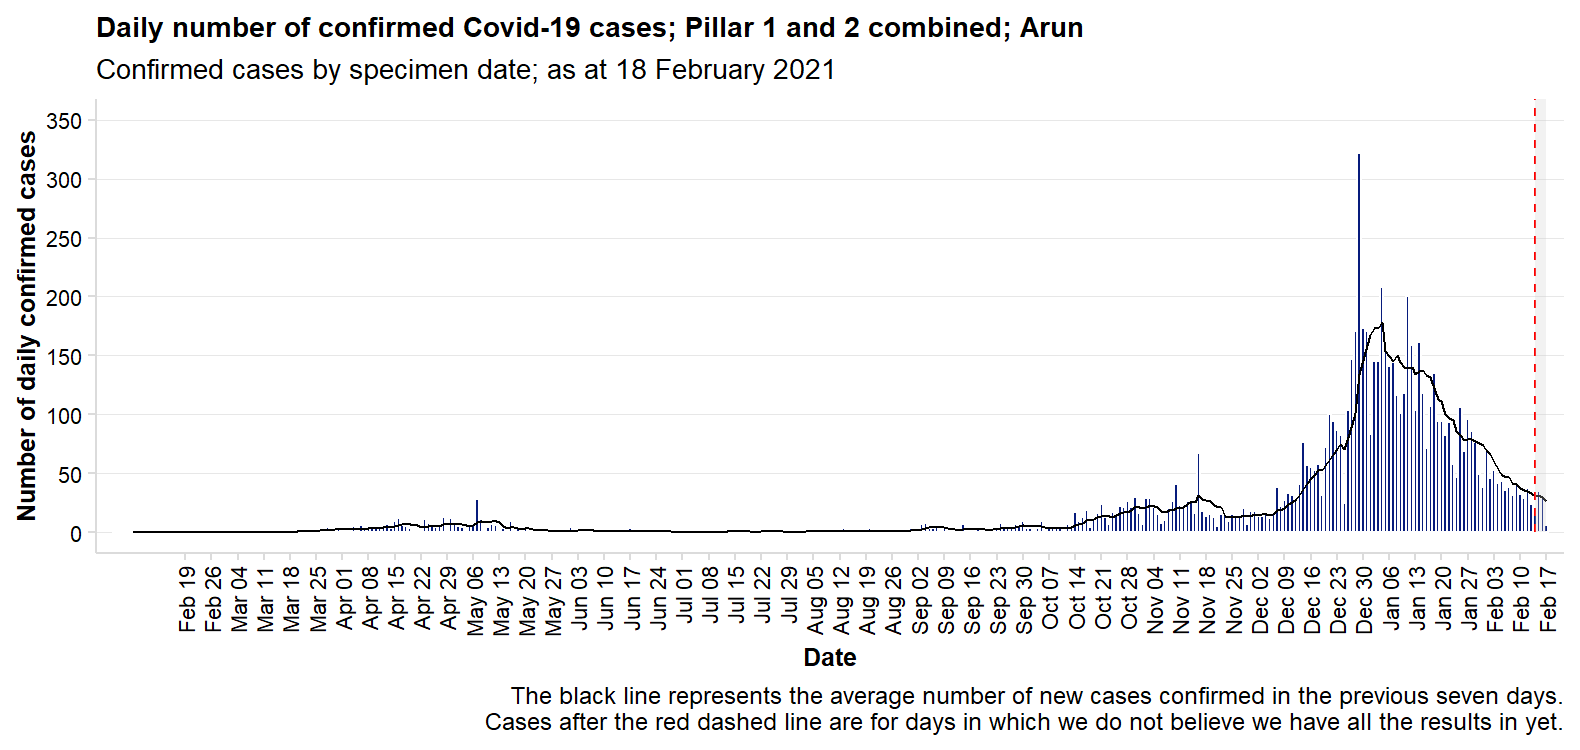 Daily number of confirmed Covid-19 cases; Pillar 1 and 2 combined; Arun
Confirmed cases by specimen date; as at 18 February 2021
Number of daily confirmed cases
350
300
250
200
150
100
50
0
Feb 19
Feb 26
Mar 04
Mar 11
Mar 18
Mar 25
Apr 01
Apr 08
Apr 15
Apr 22
Apr 29
May 06
May 13
May 20
May 27
Jun 03
Jun 10
Jun 17
Jun 24
Jul 01
Jul 08
Jul 15
Jul 22
Jul 29
Aug 05
Aug 12
Aug 19
Aug 26
Sep 02
Sep 09
Sep 16
Sep 23
Sep 30
Oct 07
Oct 14
Oct 21
Oct 28
Nov 04
Nov 11
Nov 18
Nov 25
Dec 02
Dec 09
Dec 16
Dec 23
Dec 30
Jan 06
Jan 13
Jan 20
Jan 27
Feb 03
Feb 10
Feb 17
Date
The black line represents the average number of new cases confirmed in the previous seven days.
Cases after the red dashed line are for days in which we do not believe we have all the results in yet.